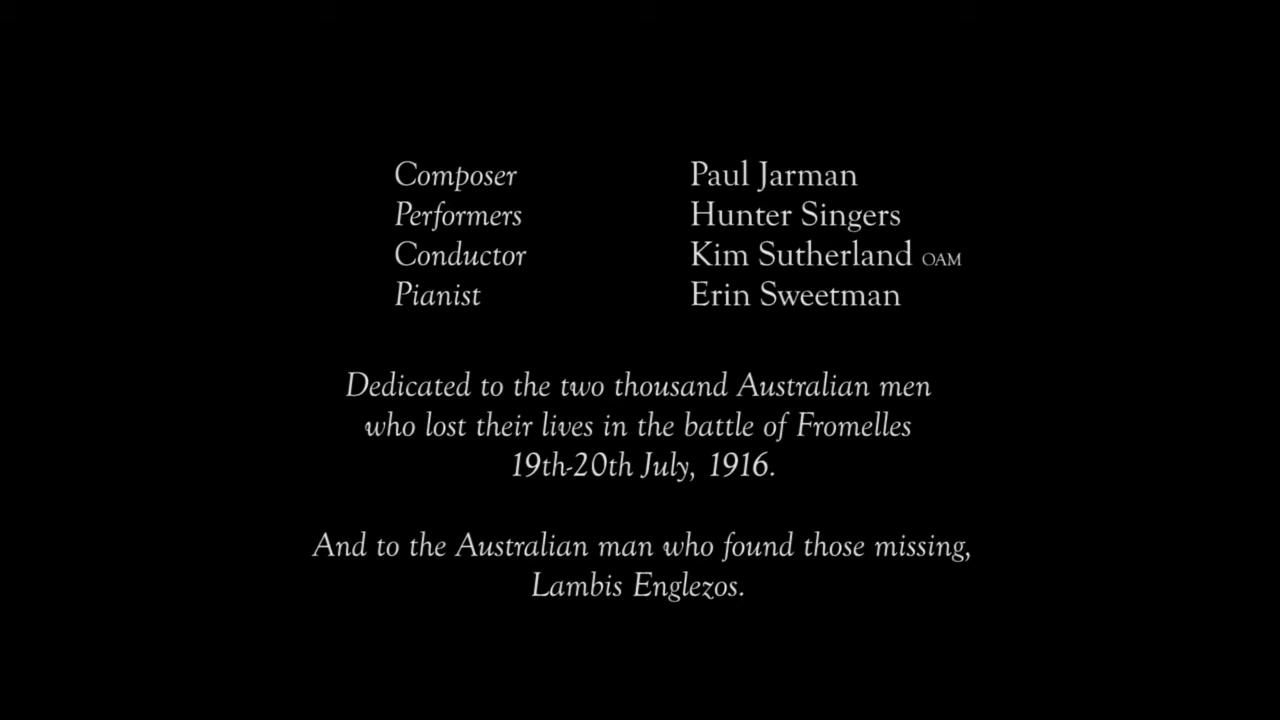 Composer Paul Jarman
Performers Hunter Singers
Conductor Kim Sutherland OAM
Pianist Erin Sweetman
Dedicated to the two thousand Australian men
who lost their lives in the battle of Fromelles
19th-20th July, 1916.
And to the Australian man who found those missing,
Lambis Englezos.